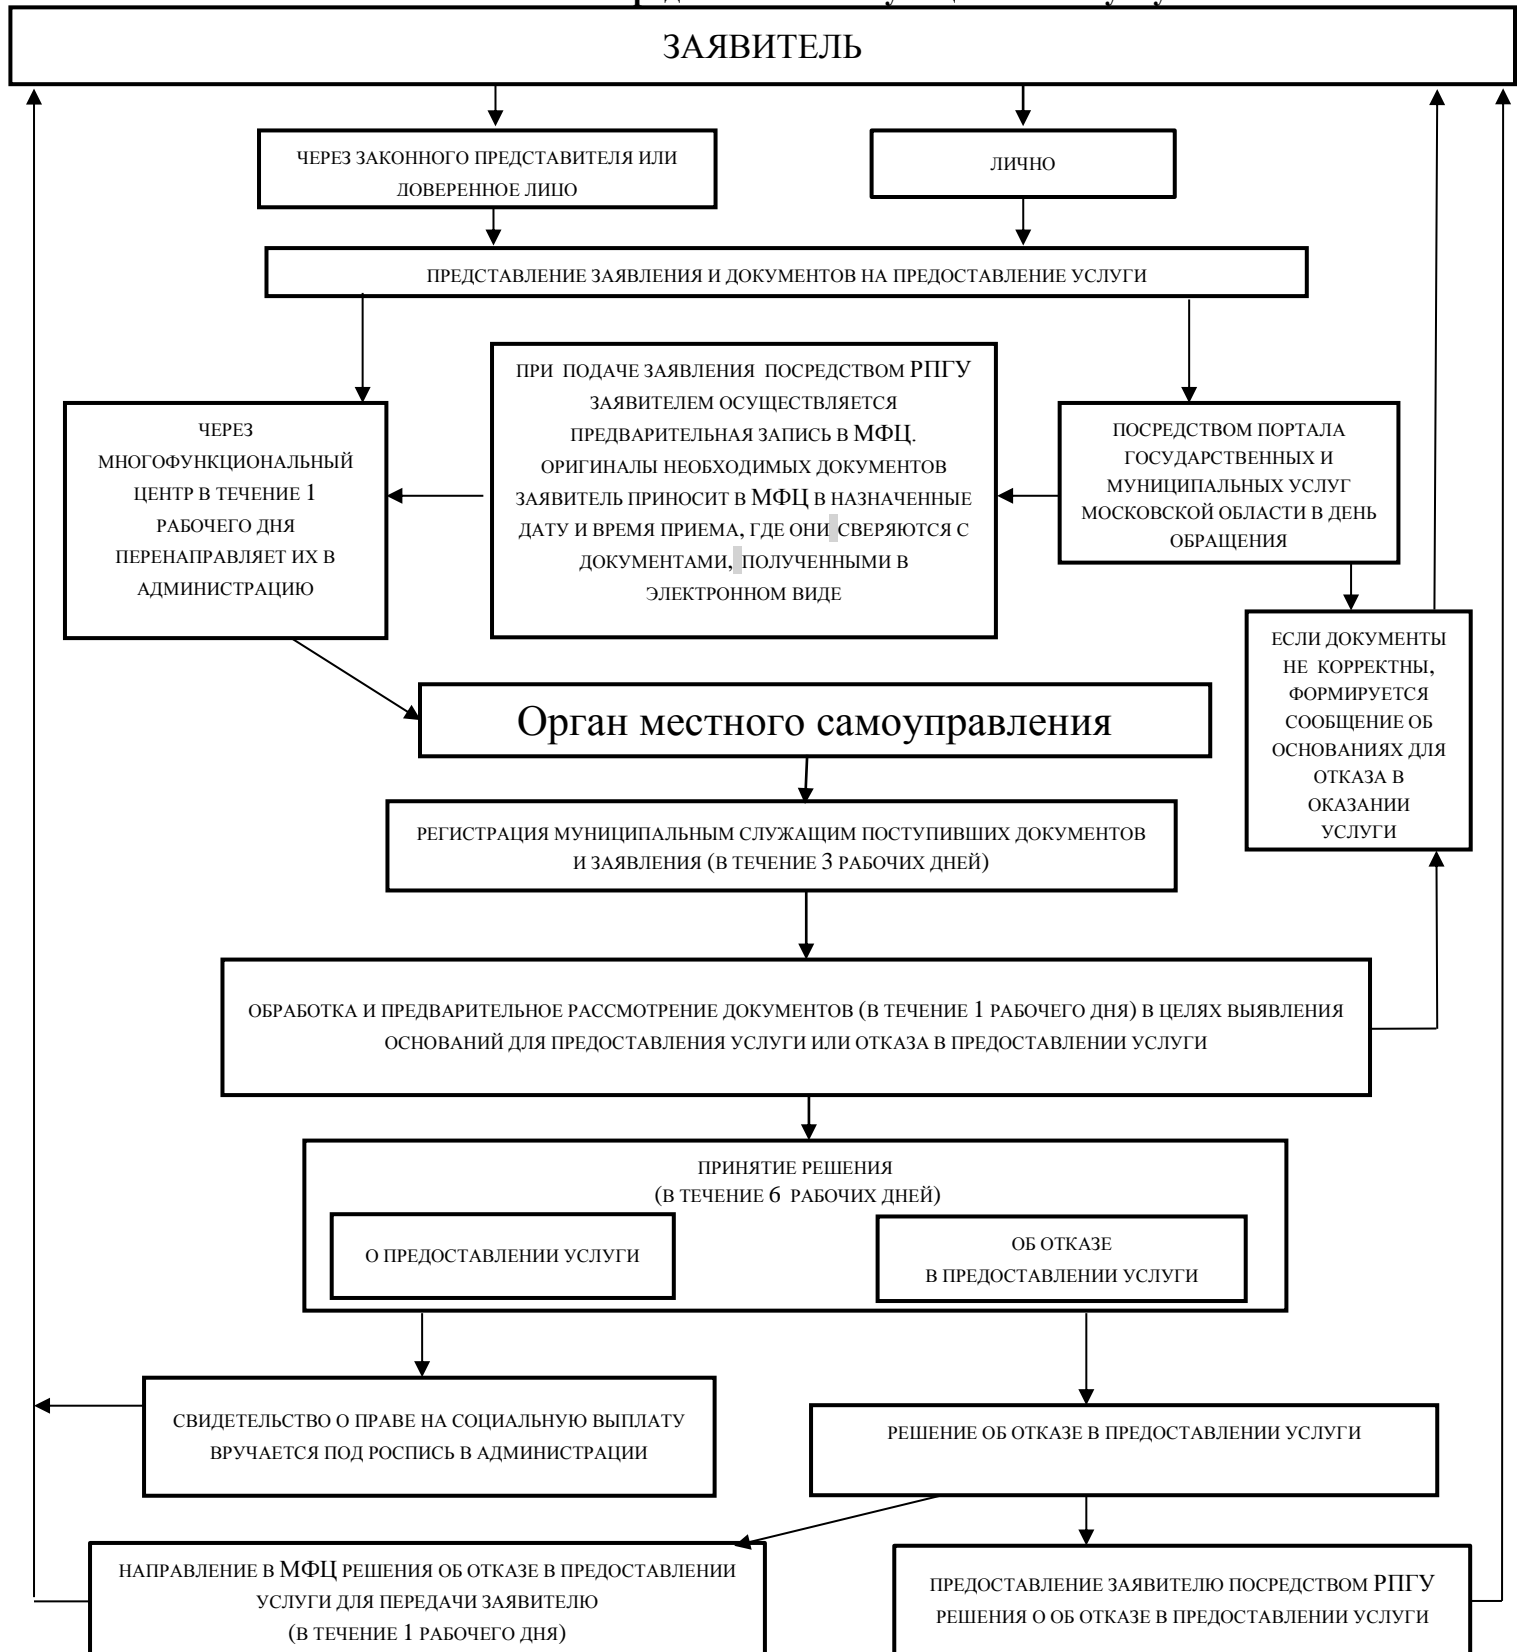 ЗАЯВИТЕЛЬ
ЧЕРЕЗ ЗАКОННОГО ПРЕДСТАВИТЕЛЯ ИЛИ
ДОВЕРЕННОЕ ЛИЦО
ЛИЧНО
ПРЕДСТАВЛЕНИЕ ЗАЯВЛЕНИЯ И ДОКУМЕНТОВ НА ПРЕДОСТАВЛЕНИЕ УСЛУГИ
ЧЕРЕЗ
МНОГОФУНКЦИОНАЛЬНЫЙ
ЦЕНТР В ТЕЧЕНИЕ 1
РАБОЧЕГО ДНЯ
ПЕРЕНАПРАВЛЯЕТ ИХ В
АДМИНИСТРАЦИЮ
ПРИ ПОДАЧЕ ЗАЯВЛЕНИЯ ПОСРЕДСТВОМ РПГУ
ЗАЯВИТЕЛЕМ ОСУЩЕСТВЛЯЕТСЯ
ПРЕДВАРИТЕЛЬНАЯ ЗАПИСЬ В МФЦ.
ОРИГИНАЛЫ НЕОБХОДИМЫХ ДОКУМЕНТОВ
ЗАЯВИТЕЛЬ ПРИНОСИТ В МФЦ В НАЗНАЧЕННЫЕ
ДАТУ И ВРЕМЯ ПРИЕМА, ГДЕ ОНИ СВЕРЯЮТСЯ С
ДОКУМЕНТАМИ, ПОЛУЧЕННЫМИ В
ЭЛЕКТРОННОМ ВИДЕ
ПОСРЕДСТВОМ ПОРТАЛА
ГОСУДАРСТВЕННЫХ И
МУНИЦИПАЛЬНЫХ УСЛУГ
МОСКОВСКОЙ ОБЛАСТИ В ДЕНЬ
ОБРАЩЕНИЯ
ЕСЛИ ДОКУМЕНТЫ
НЕ КОРРЕКТНЫ,
ФОРМИРУЕТСЯ
СООБЩЕНИЕ ОБ
ОСНОВАНИЯХ ДЛЯ
ОТКАЗА В
ОКАЗАНИИ
УСЛУГИ
Орган местного самоуправления
РЕГИСТРАЦИЯ МУНИЦИПАЛЬНЫМ СЛУЖАЩИМ ПОСТУПИВШИХ ДОКУМЕНТОВ
И ЗАЯВЛЕНИЯ (В ТЕЧЕНИЕ 3 РАБОЧИХ ДНЕЙ)
ОБРАБОТКА И ПРЕДВАРИТЕЛЬНОЕ РАССМОТРЕНИЕ ДОКУМЕНТОВ (В ТЕЧЕНИЕ 1 РАБОЧЕГО ДНЯ) В ЦЕЛЯХ ВЫЯВЛЕНИЯ
ОСНОВАНИЙ ДЛЯ ПРЕДОСТАВЛЕНИЯ УСЛУГИ ИЛИ ОТКАЗА В ПРЕДОСТАВЛЕНИИ УСЛУГИ
ПРИНЯТИЕ РЕШЕНИЯ
(В ТЕЧЕНИЕ 6 РАБОЧИХ ДНЕЙ)
О ПРЕДОСТАВЛЕНИИ УСЛУГИ
ОБ ОТКАЗЕ
В ПРЕДОСТАВЛЕНИИ УСЛУГИ
СВИДЕТЕЛЬСТВО О ПРАВЕ НА СОЦИАЛЬНУЮ ВЫПЛАТУ
ВРУЧАЕТСЯ ПОД РОСПИСЬ В АДМИНИСТРАЦИИ
РЕШЕНИЕ ОБ ОТКАЗЕ В ПРЕДОСТАВЛЕНИИ УСЛУГИ
НАПРАВЛЕНИЕ В МФЦ РЕШЕНИЯ ОБ ОТКАЗЕ В ПРЕДОСТАВЛЕНИИ
УСЛУГИ ДЛЯ ПЕРЕДАЧИ ЗАЯВИТЕЛЮ
(В ТЕЧЕНИЕ 1 РАБОЧЕГО ДНЯ)
ПРЕДОСТАВЛЕНИЕ ЗАЯВИТЕЛЮ ПОСРЕДСТВОМ РПГУ
РЕШЕНИЯ О ОБ ОТКАЗЕ В ПРЕДОСТАВЛЕНИИ УСЛУГИ